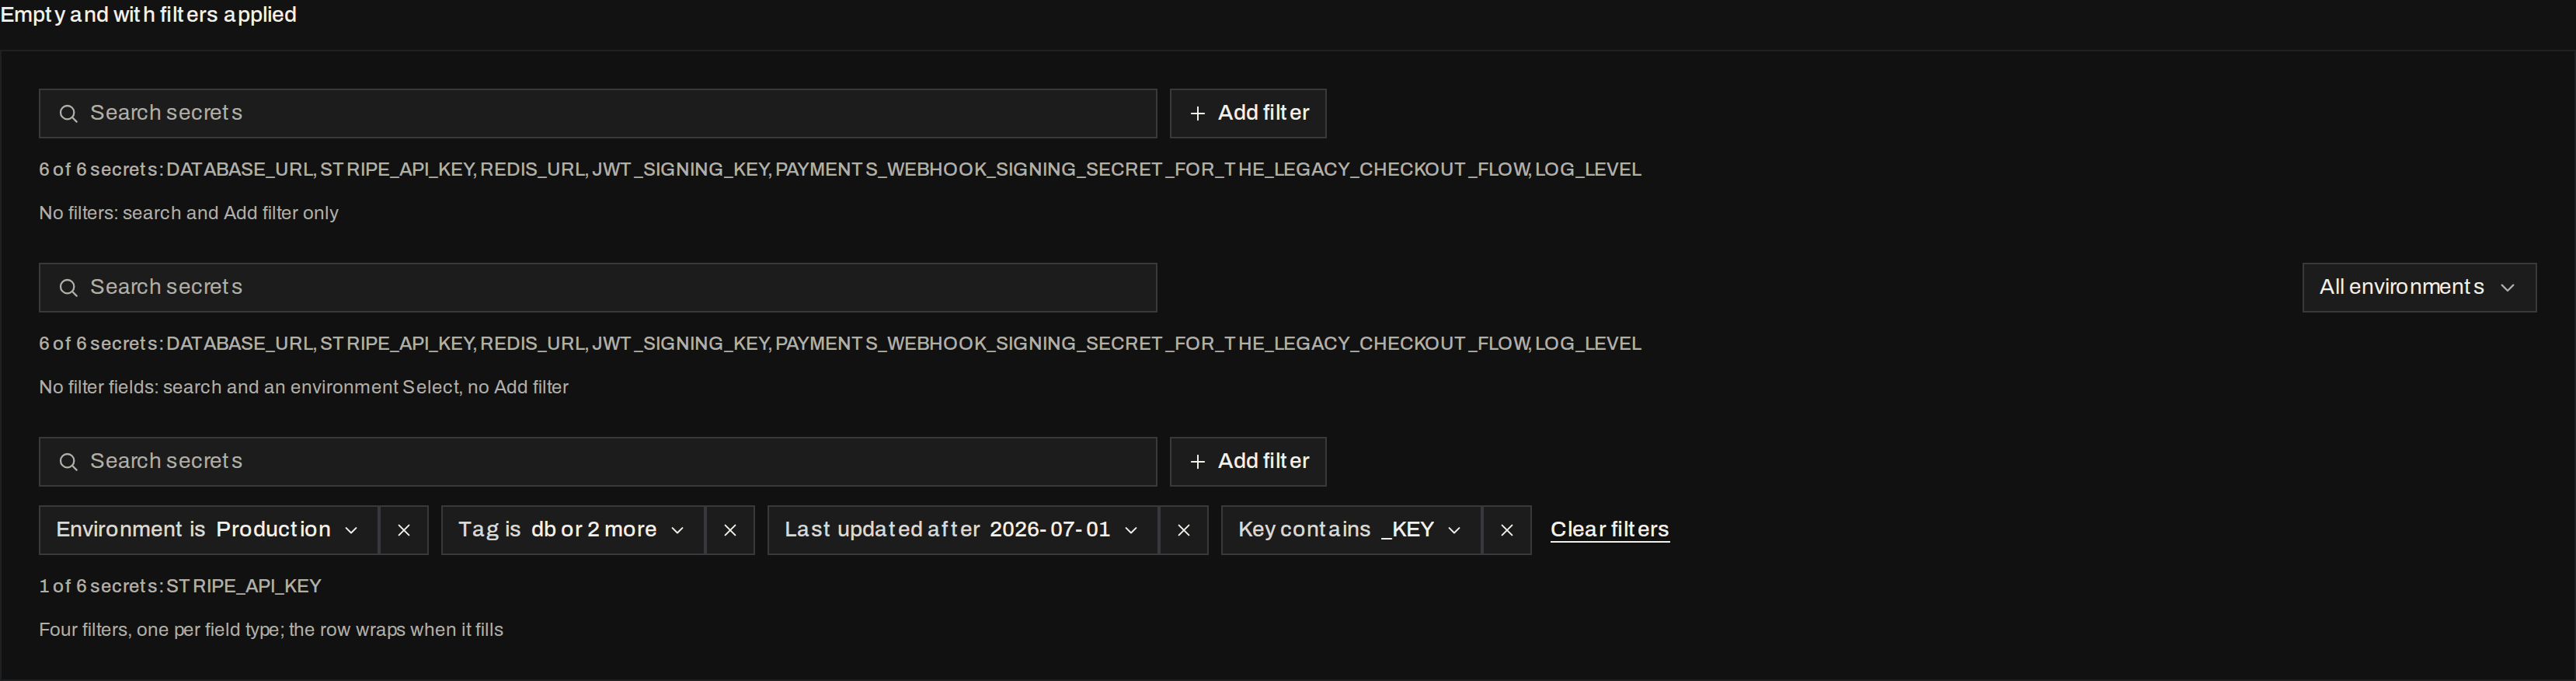 Empty and with filters applied
Search secrets
Add filter
6 of 6 secrets: DATABASE_URL, STRIPE_API_KEY, REDIS_URL, JWT_SIGNING_KEY, PAYMENTS_WEBHOOK_SIGNING_SECRET_FOR_THE_LEGACY_CHECKOUT_FLOW, LOG_LEVEL
No filters: search and Add filter only
Search secrets
All environments
6 of 6 secrets: DATABASE_URL, STRIPE_API_KEY, REDIS_URL, JWT_SIGNING_KEY, PAYMENTS_WEBHOOK_SIGNING_SECRET_FOR_THE_LEGACY_CHECKOUT_FLOW, LOG_LEVEL
No filter fields: search and an environment Select, no Add filter
Search secrets
Add filter
Environment is Production
Tag is db or 2 more
Last updated after 2026-07-01
Key contains _KEY
Clear filters
1 of 6 secrets: STRIPE_API_KEY
Four filters, one per field type; the row wraps when it fills